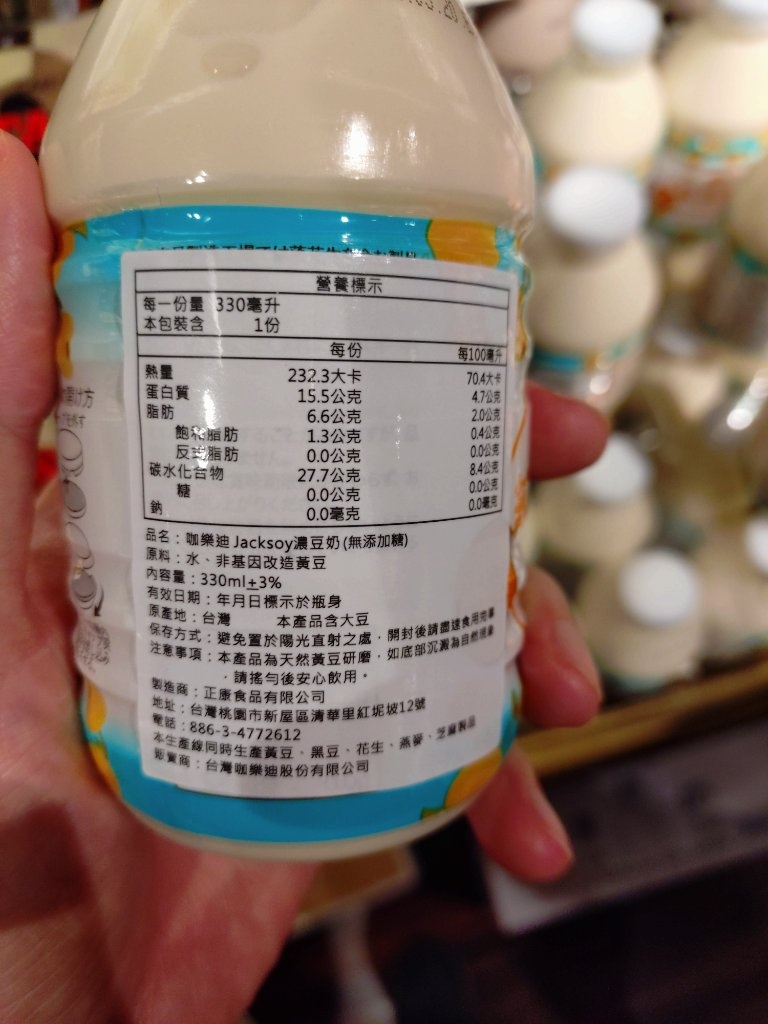 營養標示
每一份量 330毫升
本包裝含 1份
每份 每100毫升
熱量 232.3大卡 70.4大卡
蛋白質 15.5公克 4.7公克
脂肪 6.6公克 2.0公克
飽和脂肪 1.3公克 0.4公克
反式脂肪 0.0公克 0.0公克
碳水化合物 27.7公克 8.4公克
糖 0.0公克 0.0公克
鈉 0.0毫克 0.0毫克
品名：咖樂迪 Jacksoy濃豆奶 (無添加糖)
原料：水、非基因改造黃豆
內容量：330ml±3%
有效日期：年月日標示於瓶身
原產地：台灣 本產品含大豆
保存方式：避免置於陽光直射之處，開封後請盡速食用完畢
注意事項：本產品為天然黃豆研磨，如底部沉澱為自然現象
，請搖勻後安心飲用。
製造商：正康食品有限公司
地址：台灣桃園市新屋區清華里紅坭坡12號
電話：886-3-4772612
本生產線同時生產黃豆、黑豆、花生、燕麥、芝麻製品
販賣商：台灣咖樂迪股份有限公司